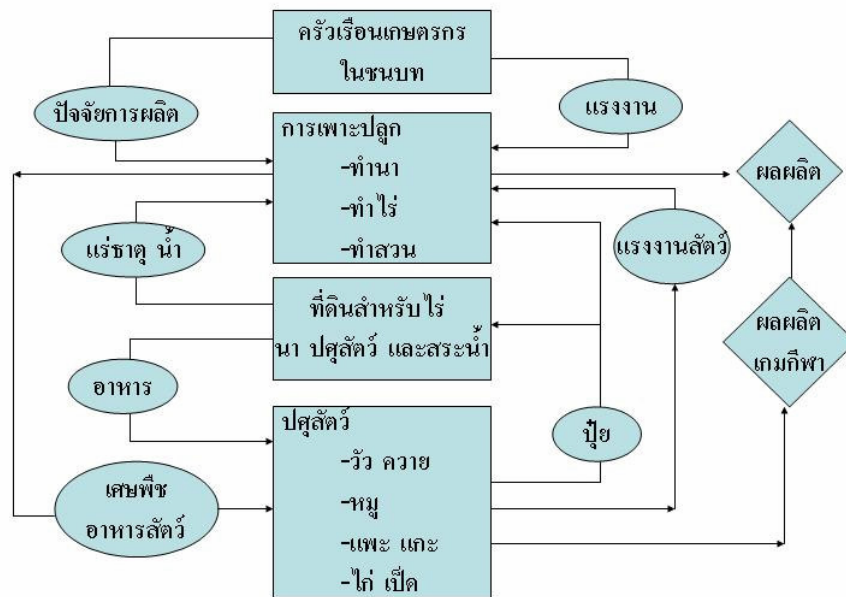 ครัวเรือนเกษตรกร
ในชนบท
ปัจจัยการผลิต
แรงงาน
การเพาะปลูก
-ทำนา
-ทำไร่
-ทำสวน
ผลผลิต
แร่ธาตุ น้ำ
แรงงานสัตว์
ที่ดินสำหรับไร่
นา ปศุสัตว์ และสระน้ำ
ผลผลิต
เกมกีฬา
อาหาร
ปศุสัตว์
-วัว ควาย
-หมู
-แพะ แกะ
-ไก่ เป็ด
ปุ๋ย
เศษพืช
อาหารสัตว์